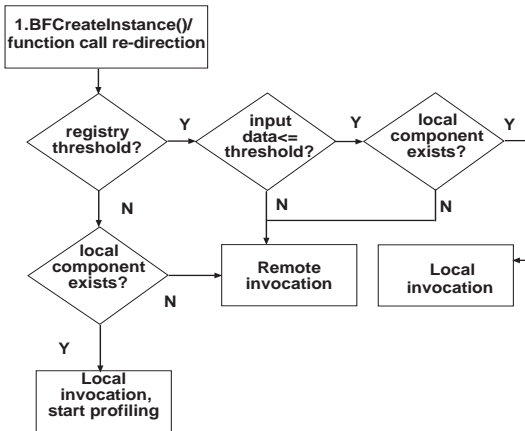 1.BFCreateInstance()/
function call re-direction
registry
threshold?
Y
input
data<=
threshold?
Y
local
component
exists?
Y
N
N
N
local
component
exists?
N
Remote
invocation
Local
invocation
Y
Local
invocation,
start profiling